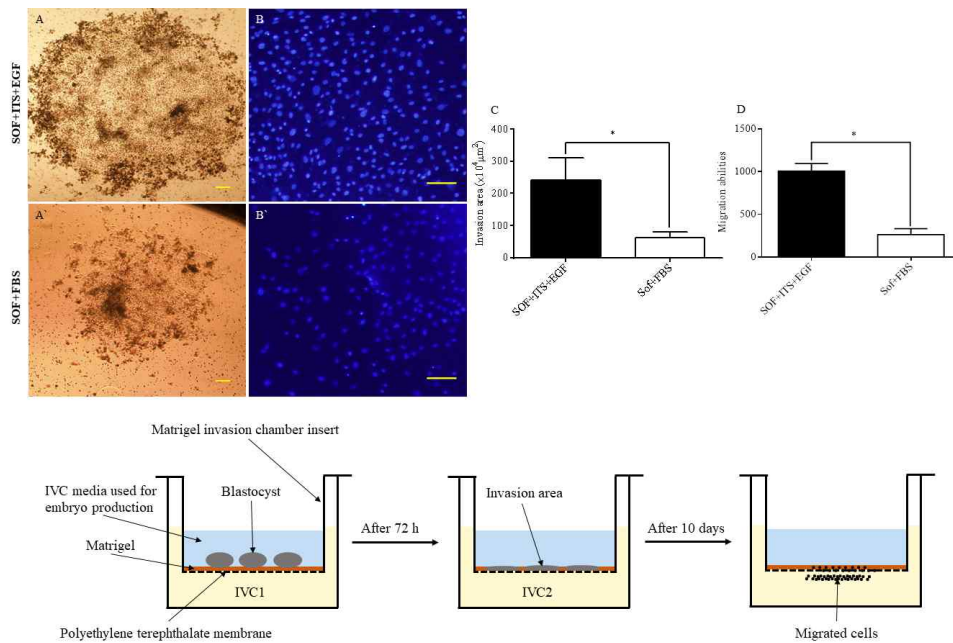 A
B
SOF+ITS+EGF
A`
B`
SOF+FBS
C
Invasion area (x10⁴µm²)
400
300
200
100
0
*
SOF+ITS+EGF
Sof+FBS
D
Migration abilities
1500
1000
500
0
*
SOF+ITS+EGF
Sof+FBS
Matrigel invasion chamber insert
IVC media used for
embryo production
Blastocyst
Matrigel
IVC1
Polyethylene terephthalate membrane
After 72 h
Invasion area
IVC2
After 10 days
Migrated cells